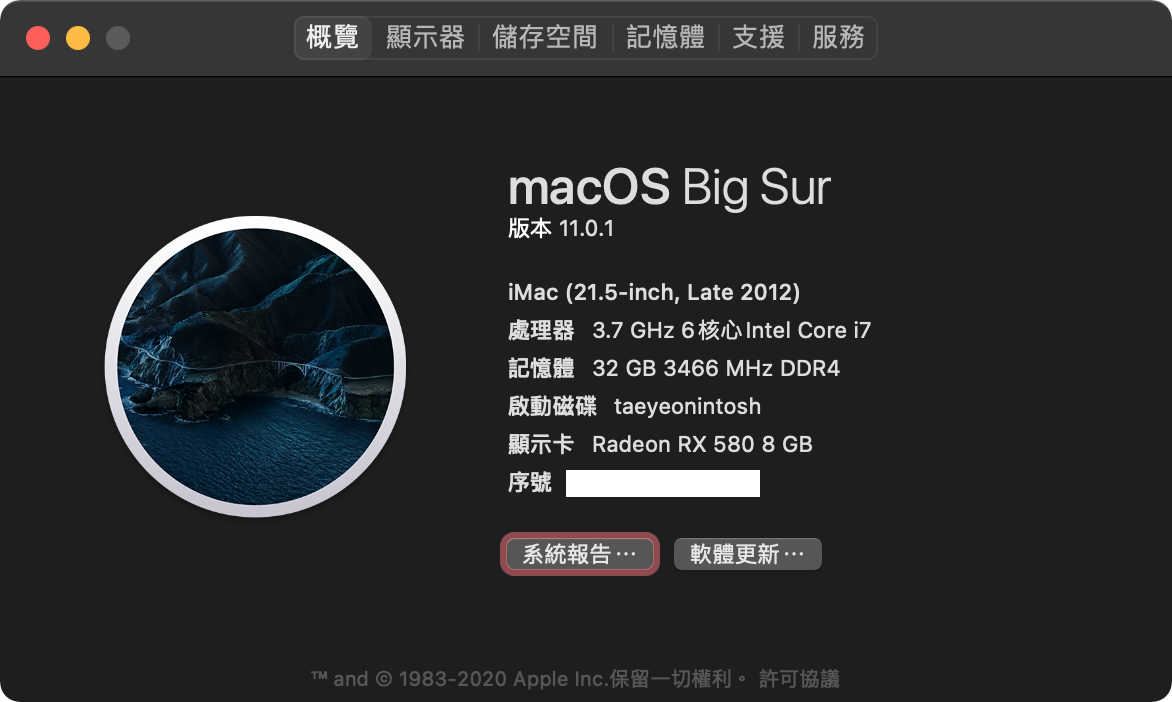 概覽 顯示器 儲存空間 記憶體 支援 服務
macOS Big Sur
版本 11.0.1
iMac (21.5-inch, Late 2012)
處理器 3.7 GHz 6核心Intel Core i7
記憶體 32 GB 3466 MHz DDR4
啟動磁碟 taeyeonintosh
顯示卡 Radeon RX 580 8 GB
序號
系統報告⋯ 軟體更新⋯
™ and © 1983-2020 Apple Inc.保留一切權利。 許可協議